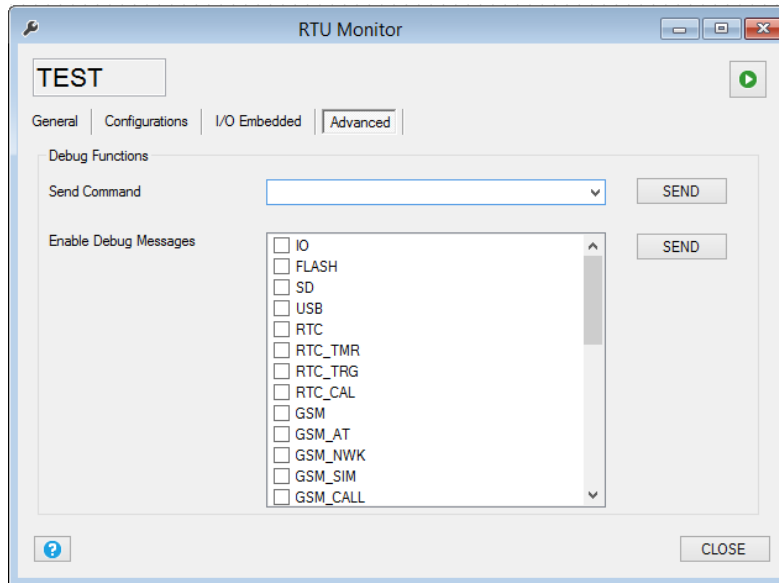 RTU Monitor
TEST
General Configurations I/O Embedded Advanced
Debug Functions
Send Command SEND
Enable Debug Messages IO SEND
FLASH
SD
USB
RTC
RTC_TMR
RTC_TRG
RTC_CAL
GSM
GSM_AT
GSM_NWK
GSM_SIM
GSM_CALL
? CLOSE